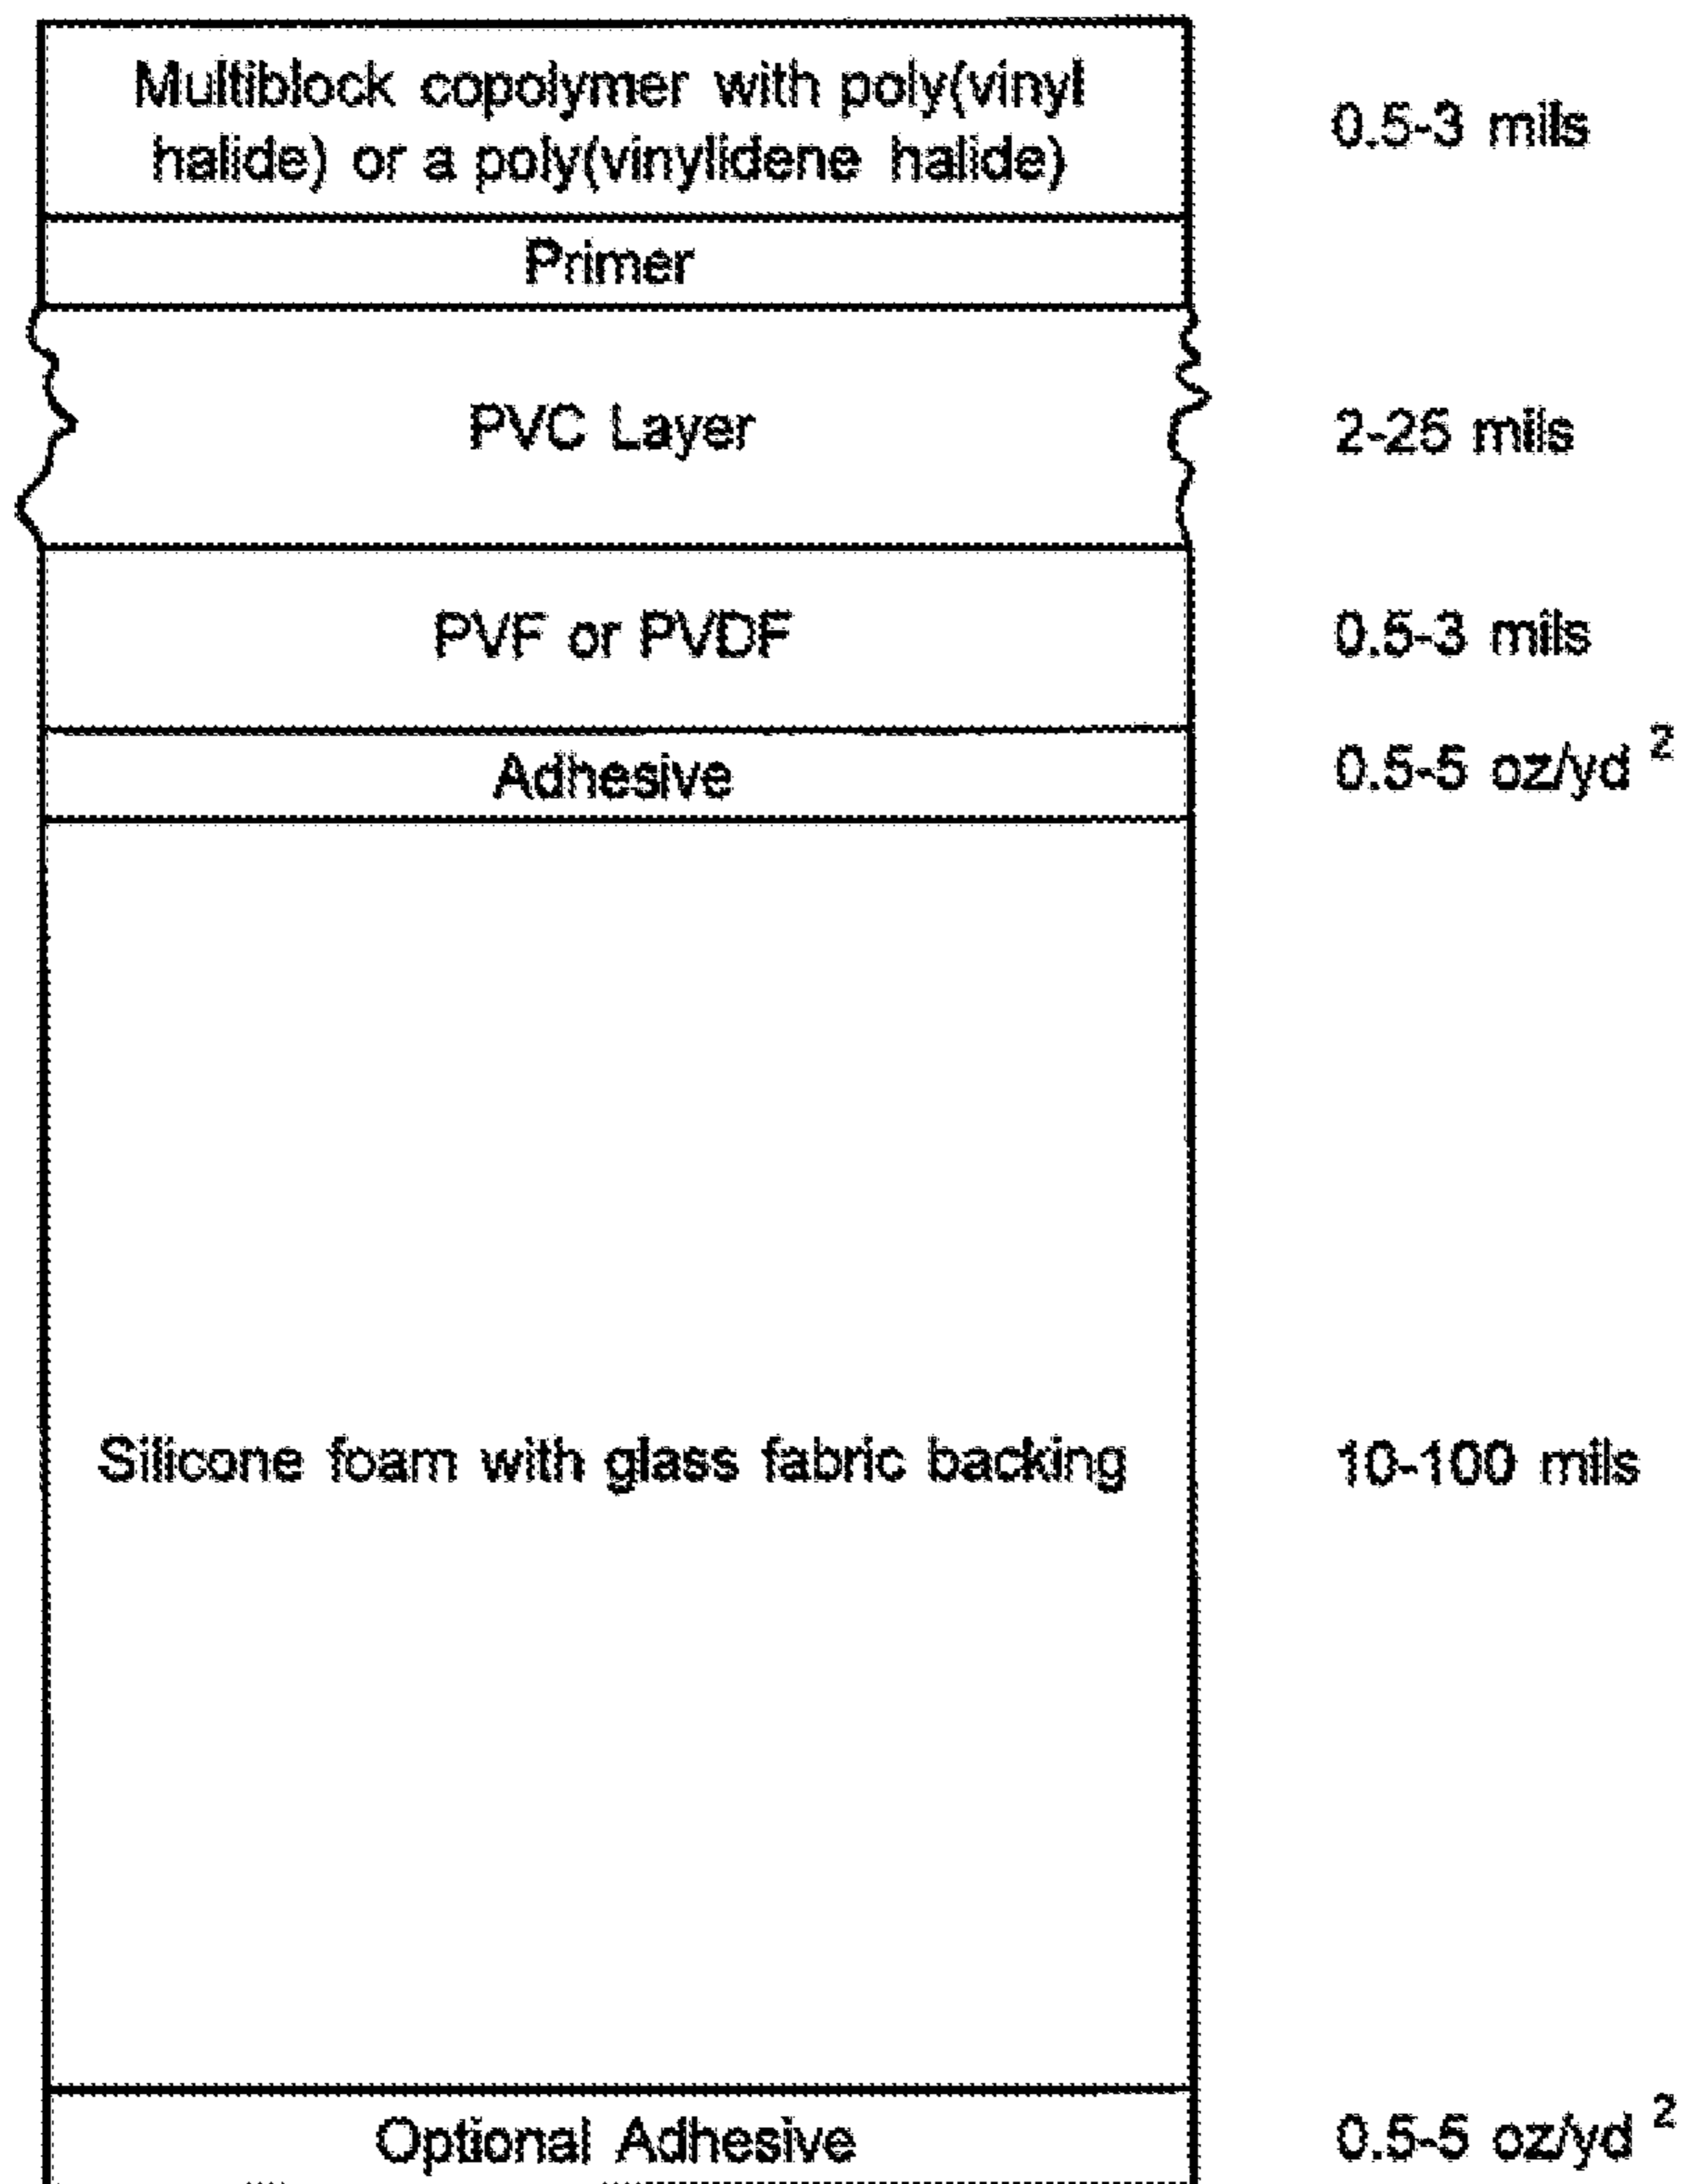 Multiblock copolymer with poly(vinyl
halide) or a poly(vinylidene halide)
0.5-3 mils
Primer
PVC Layer
2-25 mils
PVF or PVDF
0.5-3 mils
Adhesive
0.5-5 oz/yd ²
Silicone foam with glass fabric backing
10-100 mils
Optional Adhesive
0.5-5 oz/yd ²